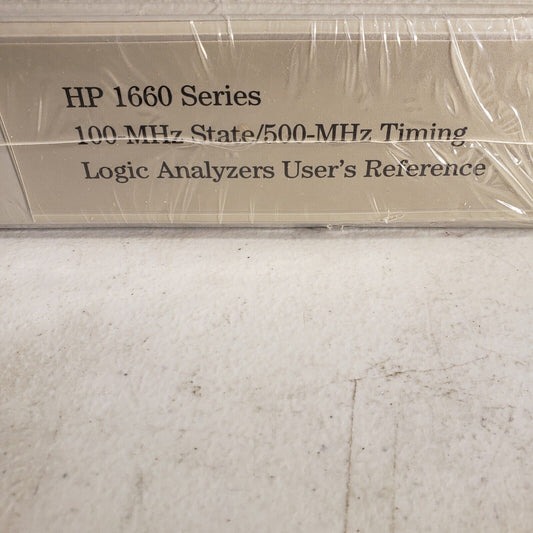 HP 1660 Series
100-MHz State/500-MHz Timing
Logic Analyzers User's Reference